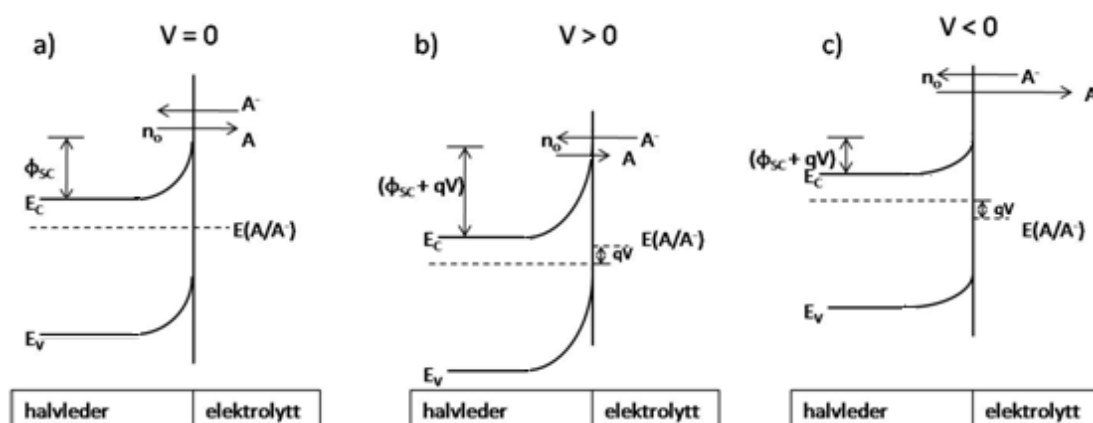 a) V = 0
A⁻
n₀ A
ϕSC
EC
E(A/A⁻)
EV
halvleder elektrolytt
b) V > 0
A⁻
n₀ A
(ϕSC + qV)
EC
E(A/A⁻)
qV
EV
halvleder elektrolytt
c) V < 0
A⁻
n₀
A
(ϕSC + qV)
EC
qV
E(A/A⁻)
EV
halvleder elektrolytt